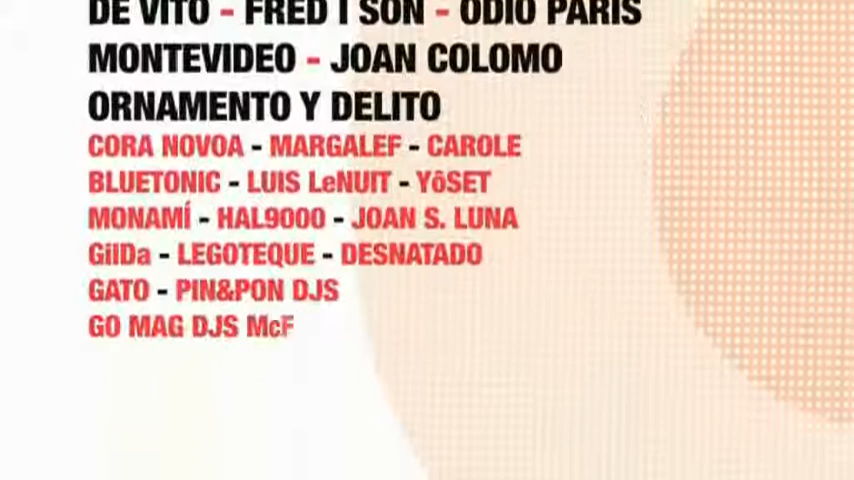 DE VITO - FRED I SON - ODIO PARIS
MONTEVIDEO - JOAN COLOMO
ORNAMENTO Y DELITO
CORA NOVOA - MARGALEF - CAROLE
BLUETONIC - LUIS LeNUIT - YôSET
MONAMÍ - HAL9000 - JOAN S. LUNA
GilDa - LEGOTEQUE - DESNATADO
GATO - PIN&PON DJS
GO MAG DJS McF